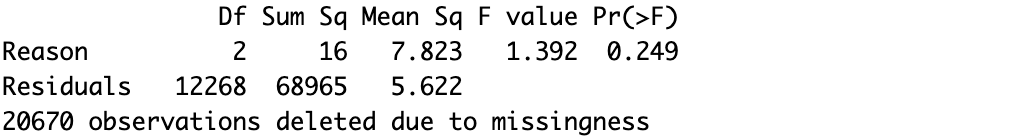 Df Sum Sq Mean Sq F value Pr(>F)
Reason 2 16 7.823 1.392 0.249
Residuals 12268 68965 5.622
20670 observations deleted due to missingness